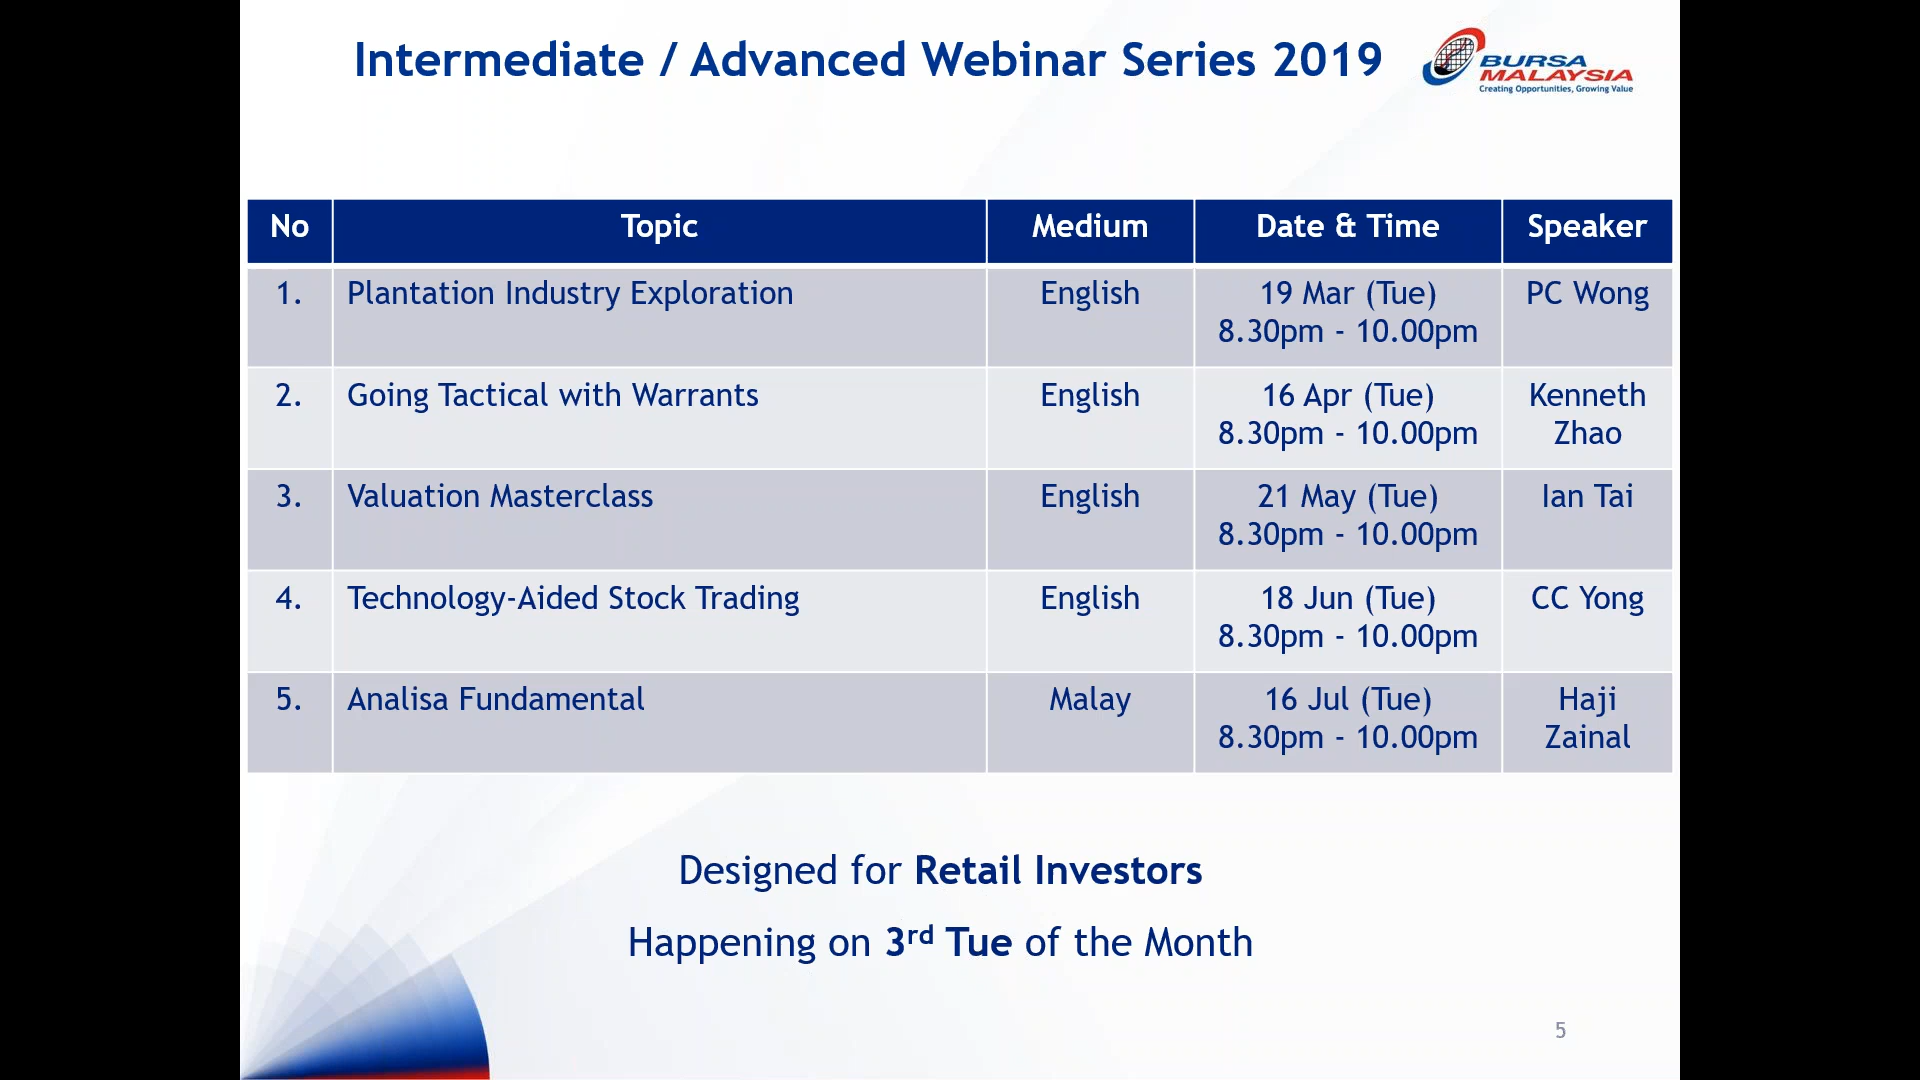 Intermediate / Advanced Webinar Series 2019
BURSA
MALAYSIA
Creating Opportunities, Growing Value
No Topic Medium Date & Time Speaker
1. Plantation Industry Exploration English 19 Mar (Tue) PC Wong
8.30pm - 10.00pm
2. Going Tactical with Warrants English 16 Apr (Tue) Kenneth
8.30pm - 10.00pm Zhao
3. Valuation Masterclass English 21 May (Tue) Ian Tai
8.30pm - 10.00pm
4. Technology-Aided Stock Trading English 18 Jun (Tue) CC Yong
8.30pm - 10.00pm
5. Analisa Fundamental Malay 16 Jul (Tue) Haji
8.30pm - 10.00pm Zainal
Designed for Retail Investors
Happening on 3rd Tue of the Month
5